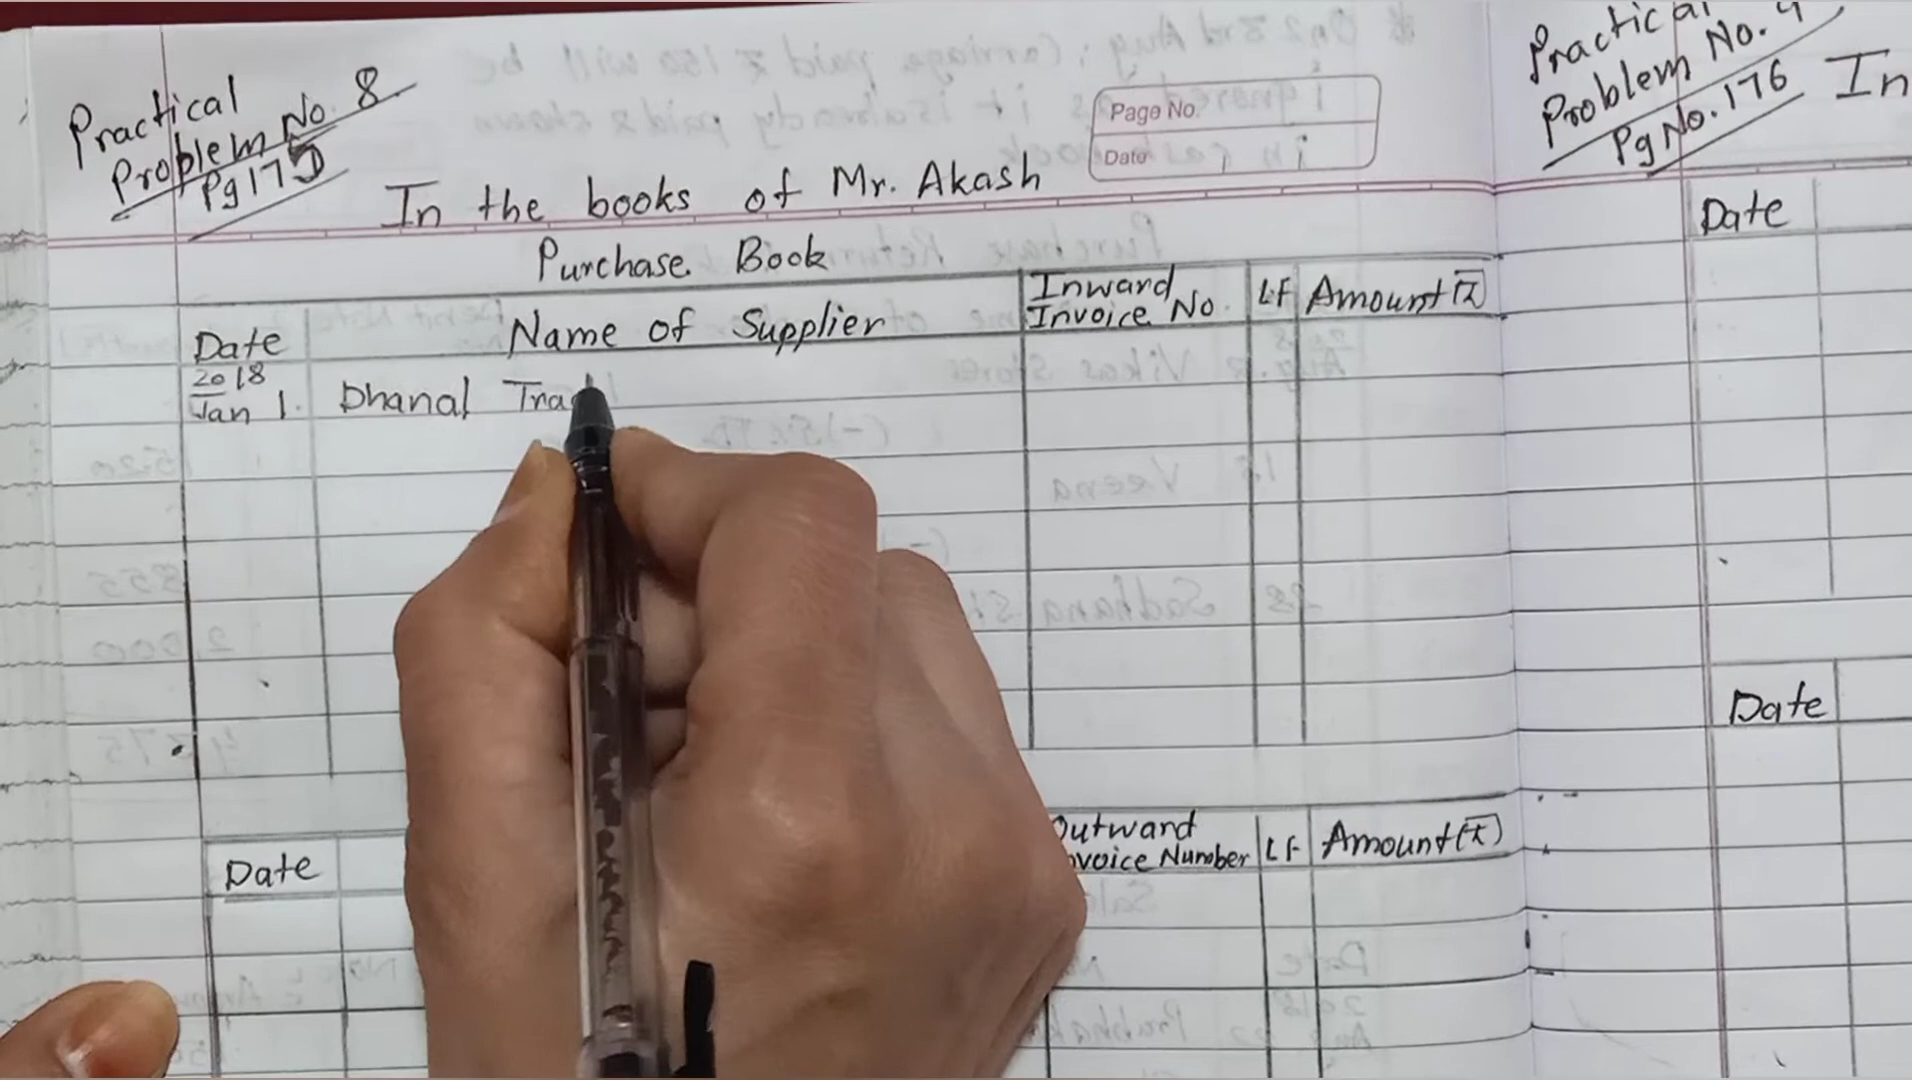 Practical
Problem No. 8
Pg 175
Page No.
Date
In the books of Mr. Akash
Purchase Book
Date
Name of Supplier
Inward
Invoice No.
LF
Amount (₹)
2018
Jan 1.
Dhanal Trad
Date
Outward
Invoice Number
LF
Amount (₹)
Practical
Problem No. 4
Pg No. 176
In
Date
Date